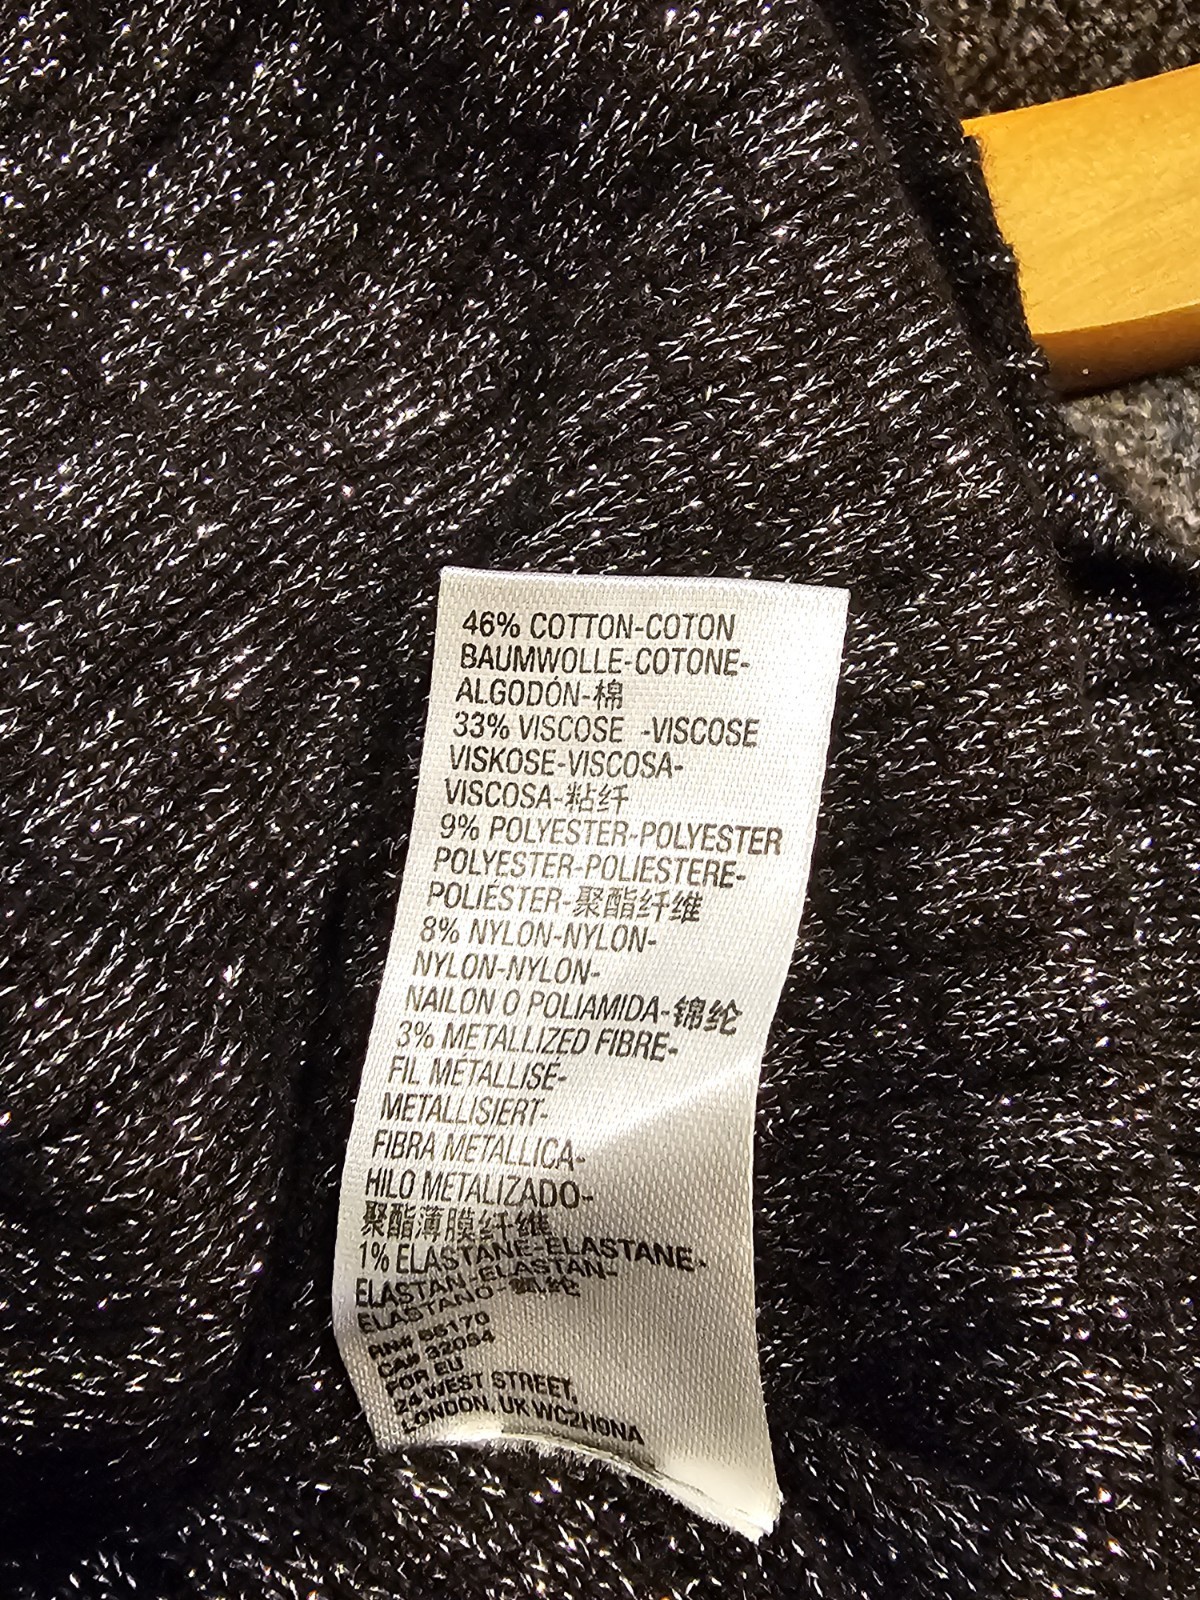 46% COTTON-COTON
BAUMWOLLE-COTONE-
ALGODÓN-棉
33% VISCOSE -VISCOSE
VISKOSE-VISCOSA-
VISCOSA-粘纤
9% POLYESTER-POLYESTER
POLYESTER-POLIESTERE-
POLIÉSTER-聚酯纤维
8% NYLON-NYLON-
NYLON-NYLON-
NAILON O POLIAMIDA-锦纶
3% METALLIZED FIBRE-
FIL METALLISÉ-
METALLISIERT-
FIBRA METALLICA-
HILO METALIZADO-
聚酯薄膜纤维
1% ELASTANE-ELASTANE-
ELASTAN-ELASTAN-
ELASTANO-氨纶
RN#
CA# 32054
FOR EU
24 WEST STREET,
LONDON, UK WC2H9NA